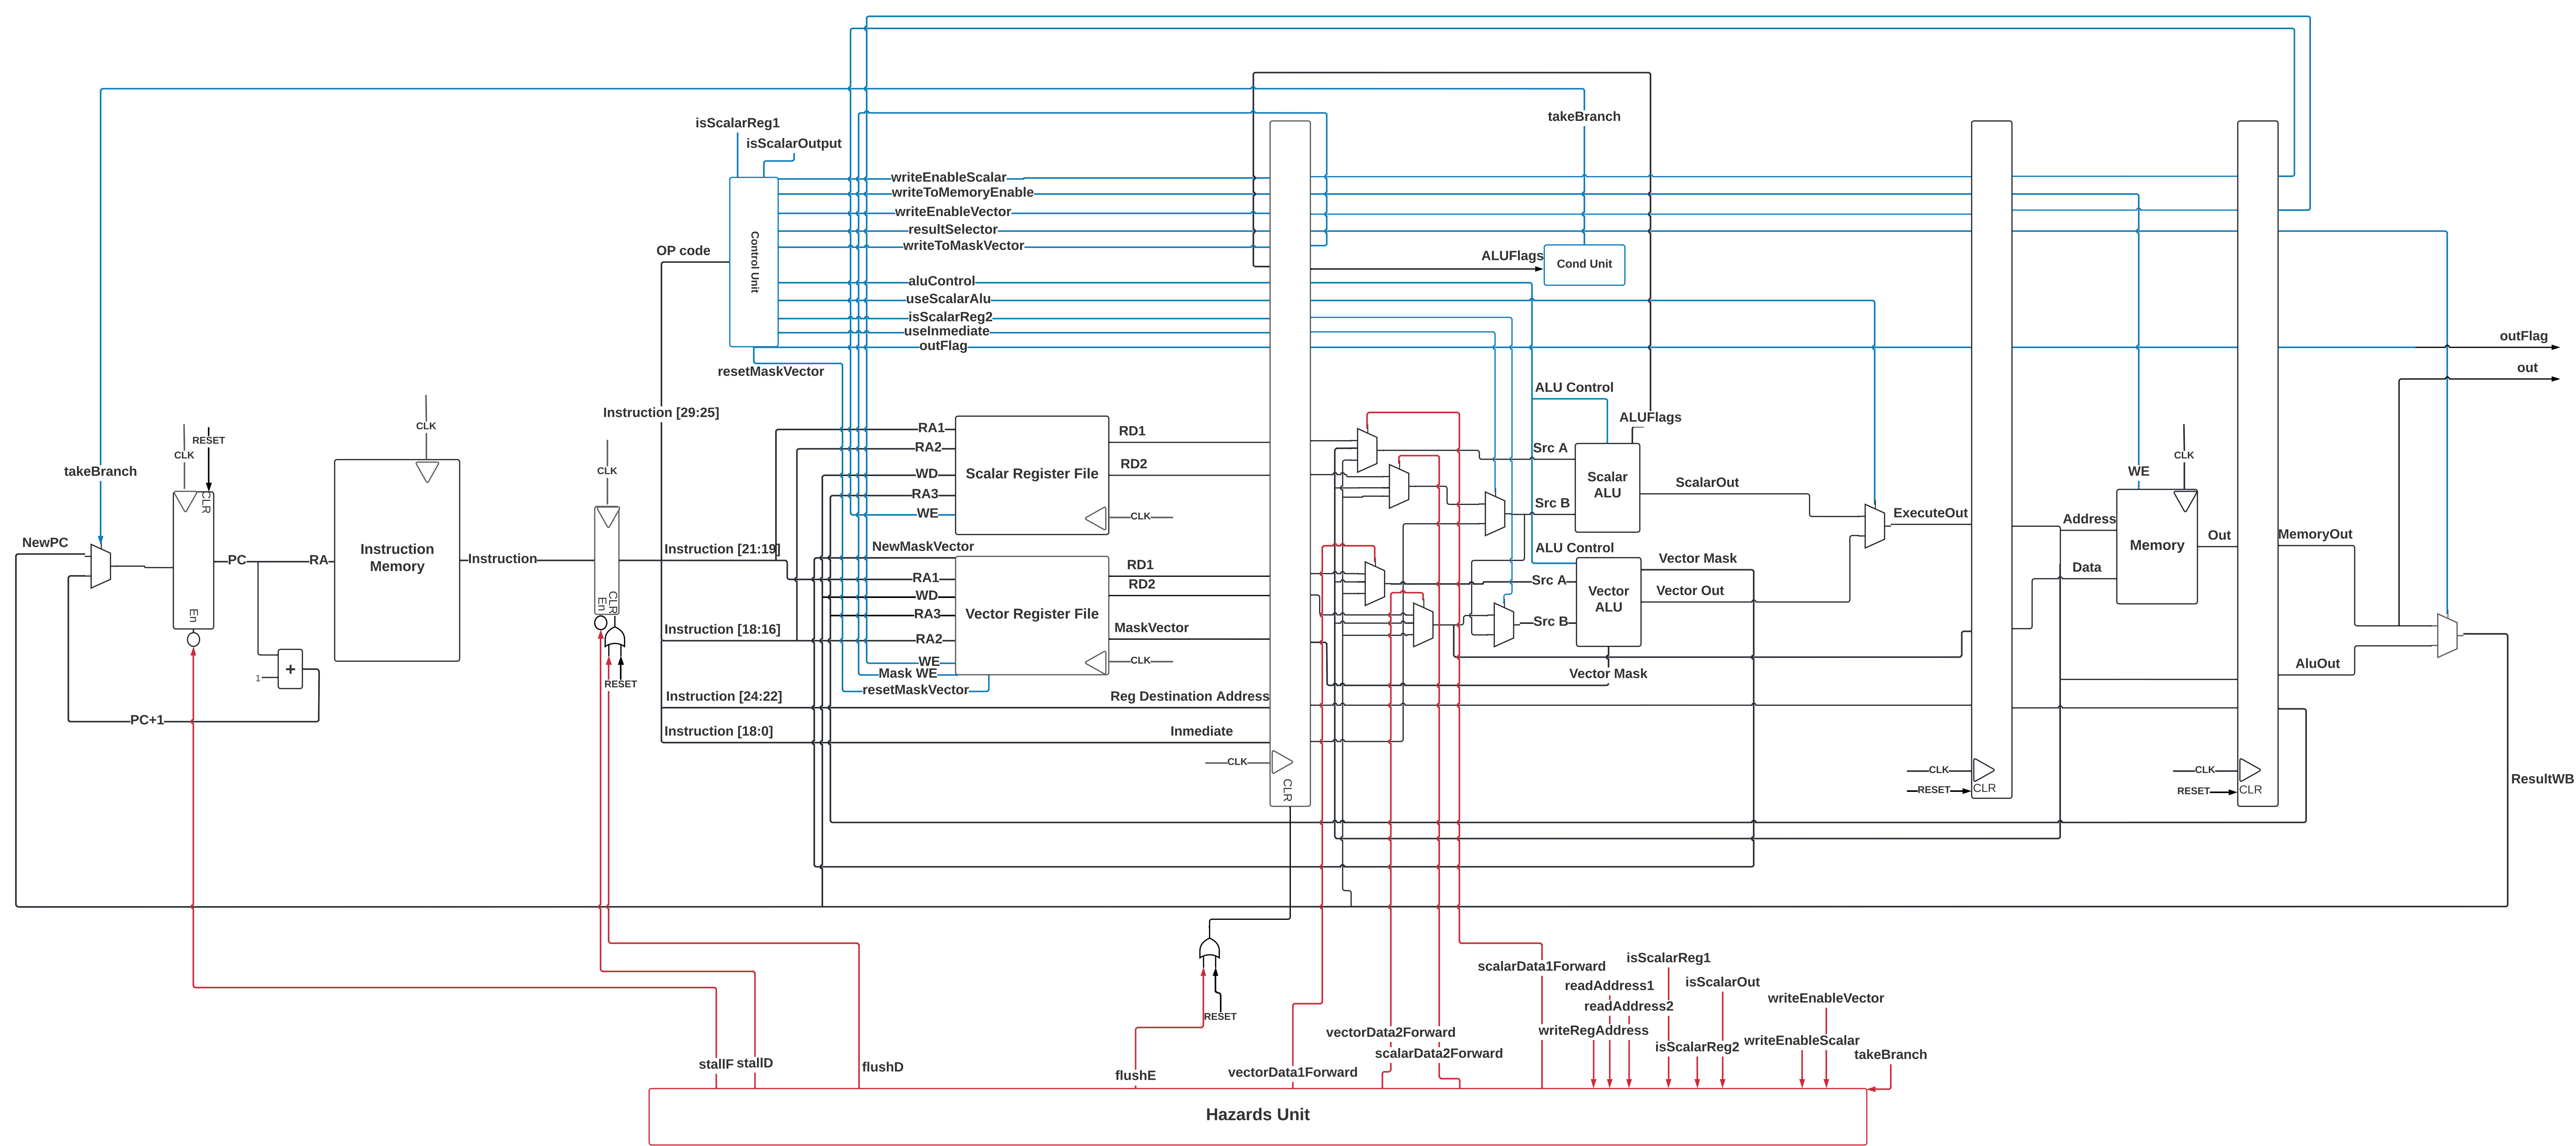 takeBranch
isScalarReg1
isScalarOutput
writeEnableScalar
writeToMemoryEnable
writeEnableVector
resultSelector
writeToMaskVector
OP code
Control Unit
ALUFlags
Cond Unit
aluControl
useScalarAlu
isScalarReg2
useInmediate
outFlag
outFlag
resetMaskVector
out
ALU Control
Instruction [29:25]
ALUFlags
CLK
RESET
CLK
CLK
takeBranch
CLR
En
NewPC
PC
RA
Instruction
Memory
Instruction
PC+1
1
+
CLK
En
CLR
RESET
RA1
RA2
WD
RA3
WE
Scalar Register File
CLK
RD1
RD2
Instruction [21:19]
NewMaskVector
RA1
WD
RA3
RA2
WE
Mask WE
resetMaskVector
Vector Register File
CLK
RD1
RD2
MaskVector
Instruction [18:16]
Instruction [24:22]
Reg Destination Address
Instruction [18:0]
Inmediate
CLK
CLR
Src A
Src B
Scalar
ALU
ScalarOut
ALU Control
Src A
Src B
Vector
ALU
Vector Mask
Vector Out
Vector Mask
ExecuteOut
CLK
RESET
CLR
WE
CLK
Address
Data
Memory
Out
CLK
RESET
CLR
MemoryOut
AluOut
ResultWB
RESET
stallF
stallD
flushD
flushE
vectorData1Forward
vectorData2Forward
scalarData2Forward
scalarData1Forward
readAddress1
readAddress2
writeRegAddress
isScalarReg1
isScalarReg2
isScalarOut
writeEnableVector
writeEnableScalar
takeBranch
Hazards Unit